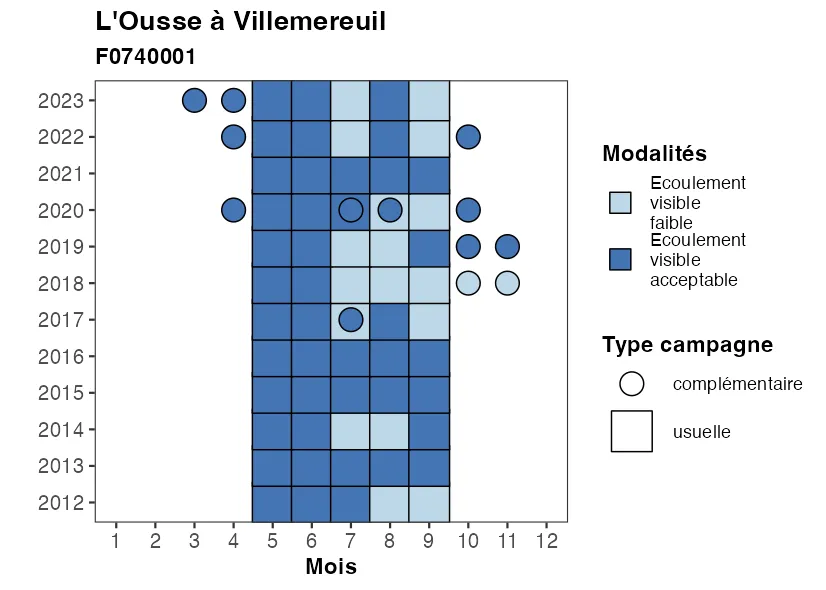 L'Ousse à Villemereuil
F0740001
2023
2022
2021
2020
2019
2018
2017
2016
2015
2014
2013
2012
1 2 3 4 5 6 7 8 9 10 11 12
Mois
Modalités
Ecoulement
visible
faible
Ecoulement
visible
acceptable
Type campagne
complémentaire
usuelle